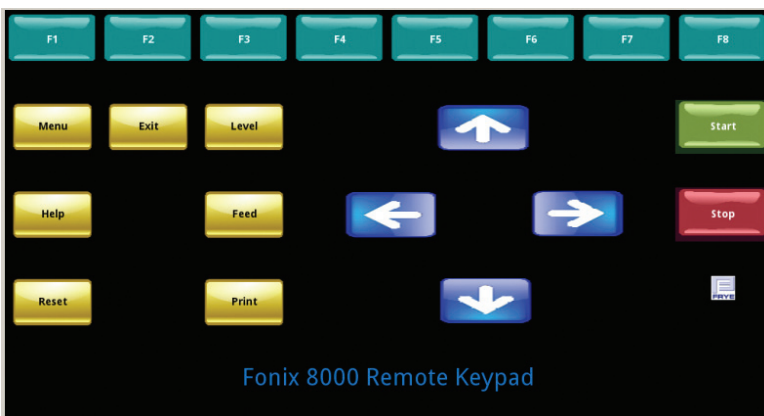 F1 F2 F3 F4 F5 F6 F7 F8
Menu Exit Level Start
Help Feed Stop
FRYE
Reset Print
Fonix 8000 Remote Keypad